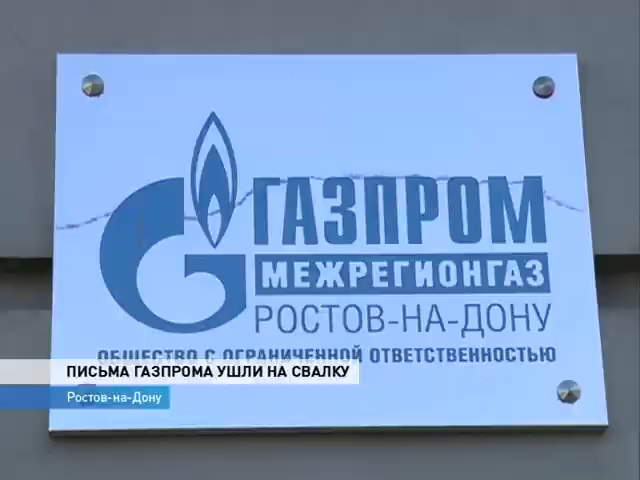 ГАЗПРОМ
МЕЖРЕГИОНГАЗ
РОСТОВ-НА-ДОНУ
ОБЩЕСТВО С ОГРАНИЧЕННОЙ ОТВЕТСТВЕННОСТЬЮ
ПИСЬМА ГАЗПРОМА УШЛИ НА СВАЛКУ
Ростов-на-Дону